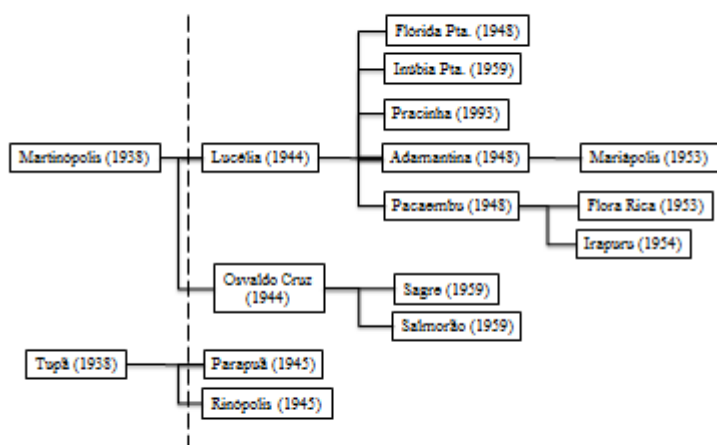 Flórida Pta. (1948)
Inúbia Pta. (1959)
Pracinha (1993)
Martinópolis (1938)
Lucélia (1944)
Adamantina (1948)
Mariápolis (1953)
Pacaembu (1948)
Flora Rica (1953)
Irapuru (1954)
Osvaldo Cruz
(1944)
Sagre (1959)
Salmorão (1959)
Tupã (1938)
Parapuã (1945)
Rinópolis (1945)